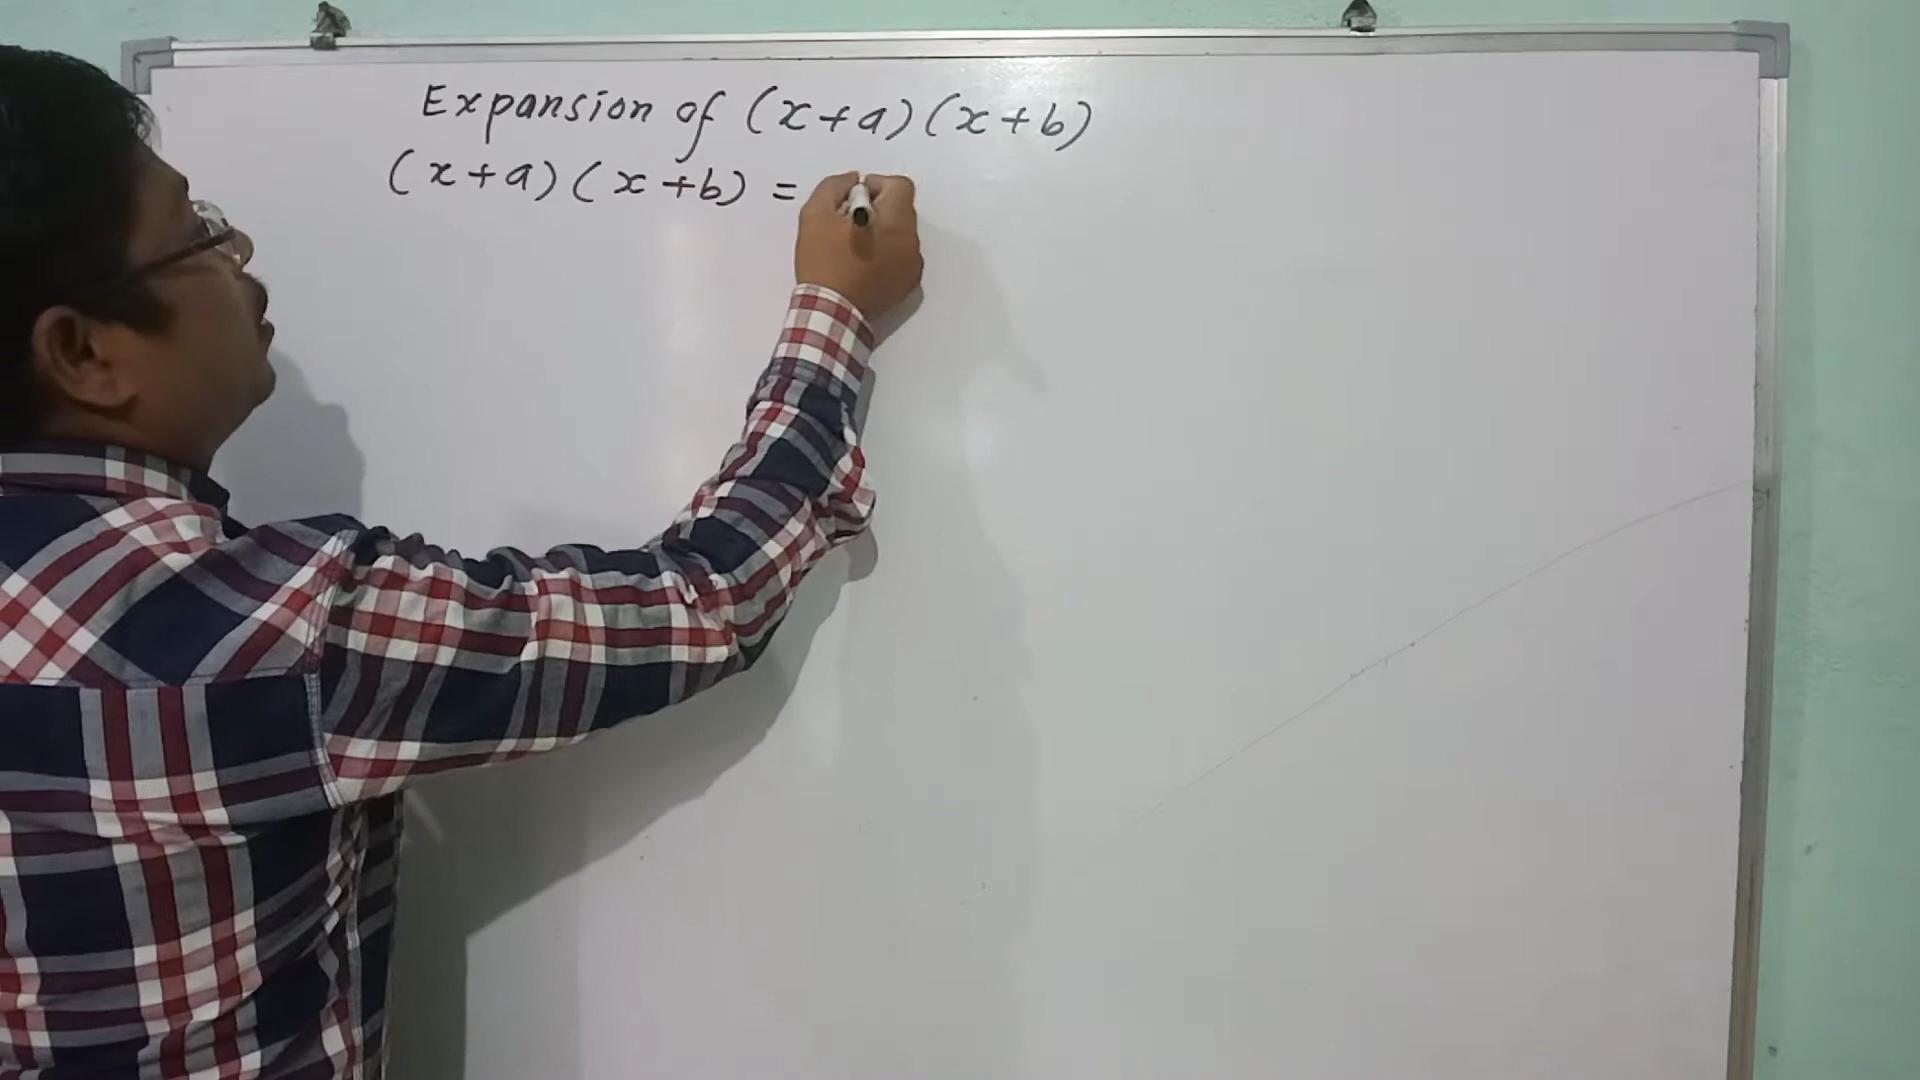 Expansion of (x+a)(x+b)
(x+a)(x+b) =